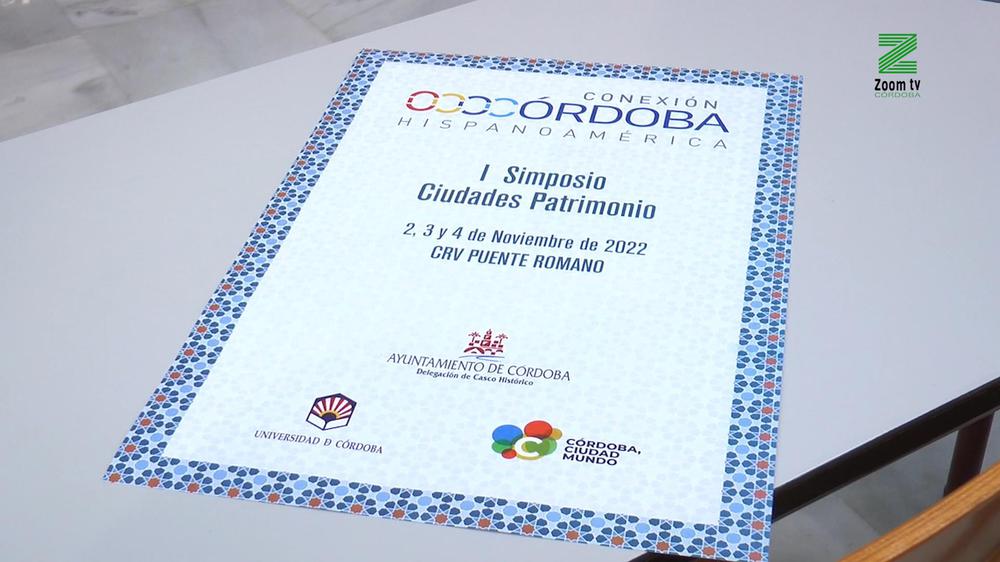 Zoom tv
CÓRDOBA
CONEXIÓN
CÓRDOBA
HISPANOAMÉRICA
I Simposio
Ciudades Patrimonio
2, 3 y 4 de Noviembre de 2022
CRV PUENTE ROMANO
AYUNTAMIENTO DE CÓRDOBA
Delegación de Casco Histórico
UNIVERSIDAD Ð CÓRDOBA
CÓRDOBA,
CIUDAD
MUNDO